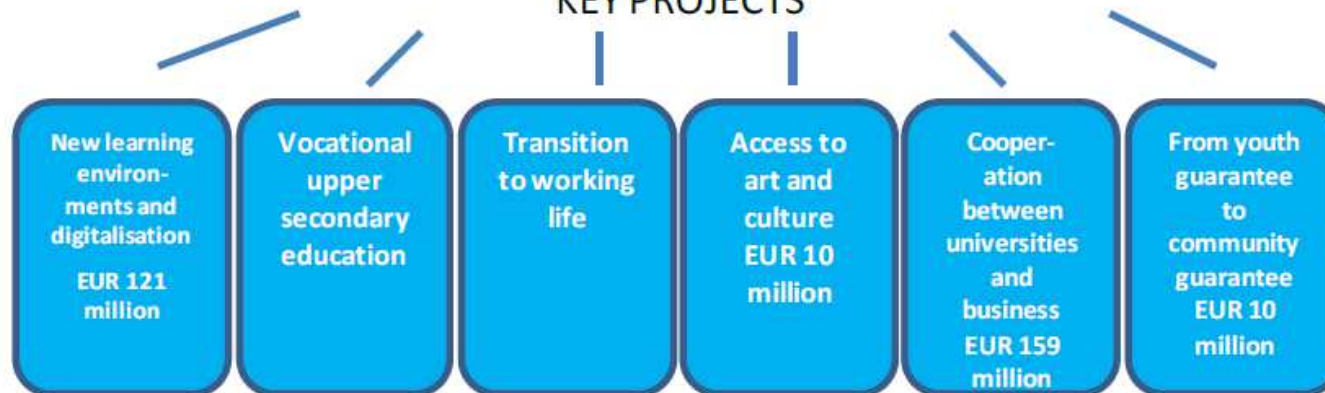 KEY PROJECTS
New learning
environ-
ments and
digitalisation
EUR 121
million
Vocational
upper
secondary
education
Transition
to working
life
Access to
art and
culture
EUR 10
million
Cooper-
ation
between
universities
and
business
EUR 159
million
From youth
guarantee
to
community
guarantee
EUR 10
million